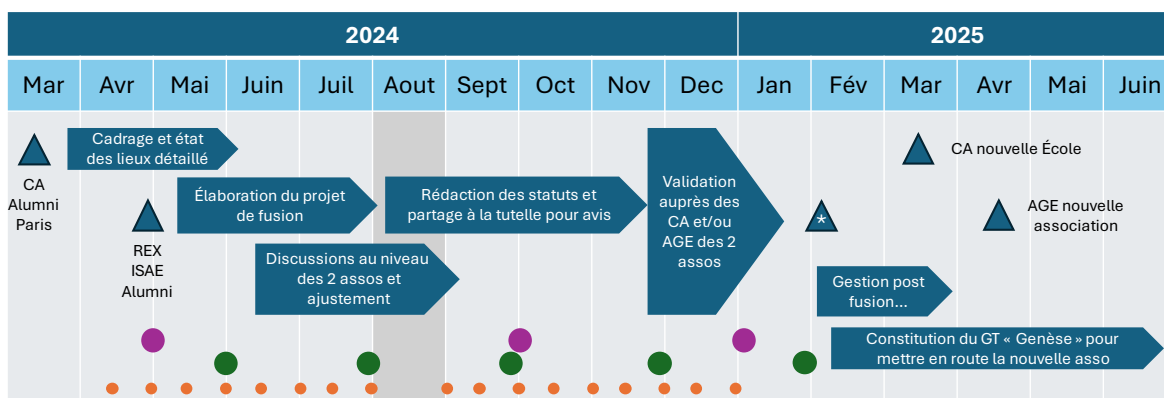 2024
2025
Mar
Avr
Mai
Juin
Juil
Aout
Sept
Oct
Nov
Dec
Jan
Fév
Mar
Avr
Mai
Juin
CA
Alumni
Paris
Cadrage et état
des lieux détaillé
REX
ISAE
Alumni
Élaboration du projet
de fusion
Discussions au niveau
des 2 assos et
ajustement
Rédaction des statuts et
partage à la tutelle pour avis
Validation
auprès des
CA et/ou
AGE des 2
assos
*
CA nouvelle École
AGE nouvelle
association
Gestion post
fusion...
Constitution du GT « Genèse » pour
mettre en route la nouvelle asso